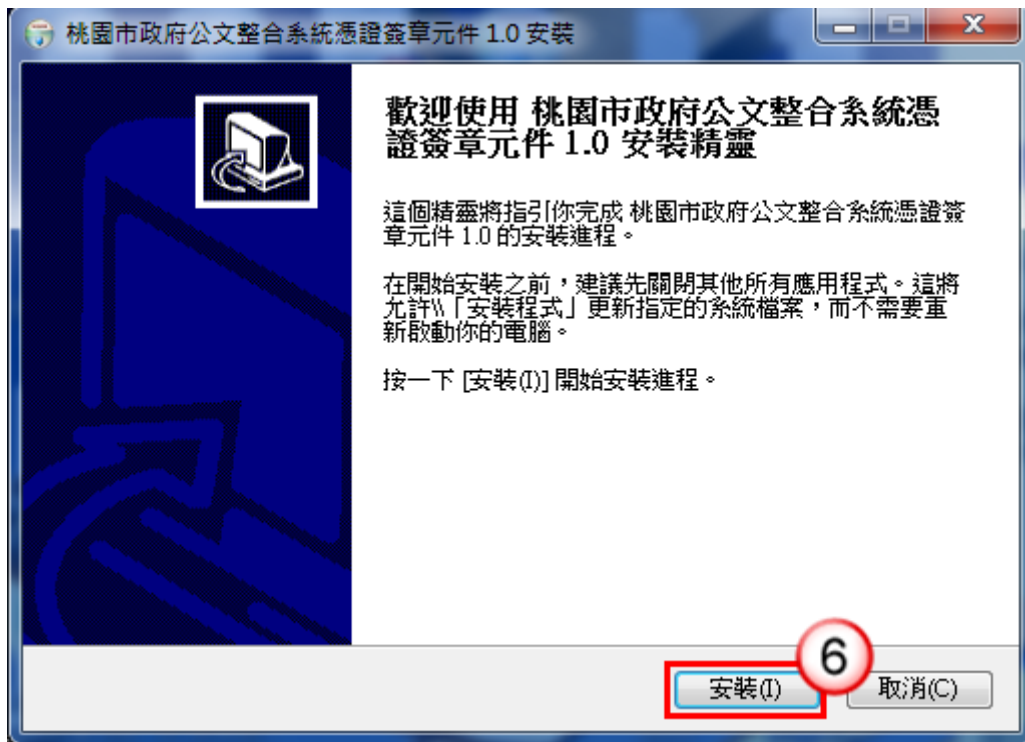 桃園市政府公文整合系統憑證簽章元件 1.0 安裝
歡迎使用 桃園市政府公文整合系統憑
證簽章元件 1.0 安裝精靈
這個精靈將指引你完成 桃園市政府公文整合系統憑證簽
章元件 1.0 的安裝進程。
在開始安裝之前，建議先關閉其他所有應用程式。這將
允許\\「安裝程式」更新指定的系統檔案，而不需要重
新啟動你的電腦。
按一下 [安裝(I)] 開始安裝進程。
6
安裝(I)
取消(C)